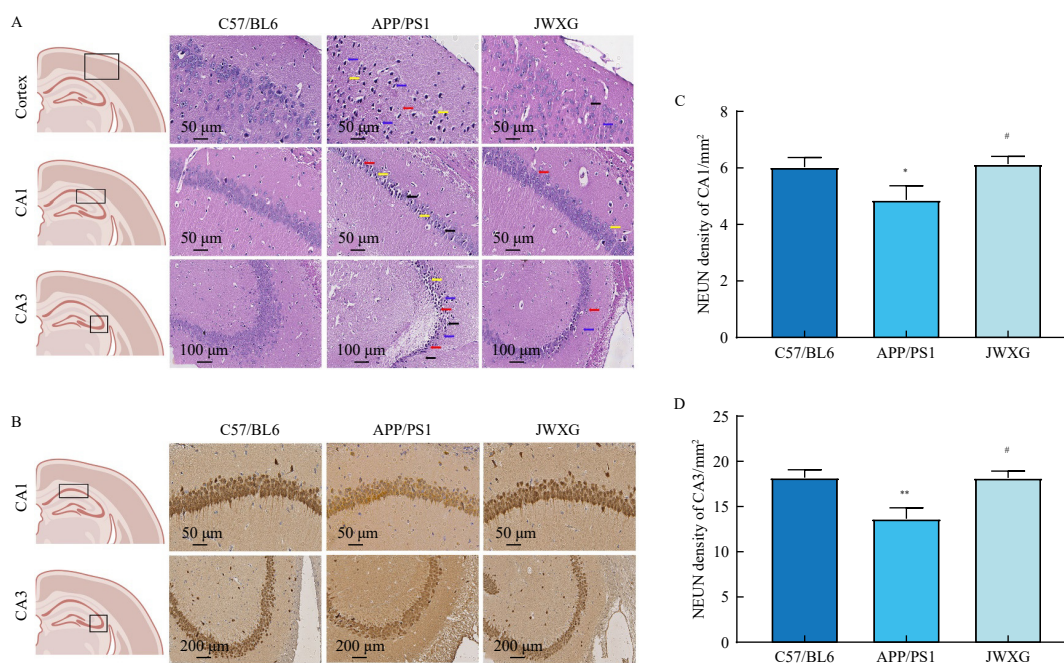 A
C57/BL6 APP/PS1 JWXG
Cortex
50 μm 50 μm 50 μm
CA1
50 μm 50 μm 50 μm
CA3
100 μm 100 μm 100 μm
B
C57/BL6 APP/PS1 JWXG
CA1
50 μm 50 μm 50 μm
CA3
200 μm 200 μm 200 μm
C
NEUN density of CA1/mm²
8
6
4
2
0
* #
C57/BL6 APP/PS1 JWXG
D
NEUN density of CA3/mm²
25
20
15
10
5
0
** #
C57/BL6 APP/PS1 JWXG